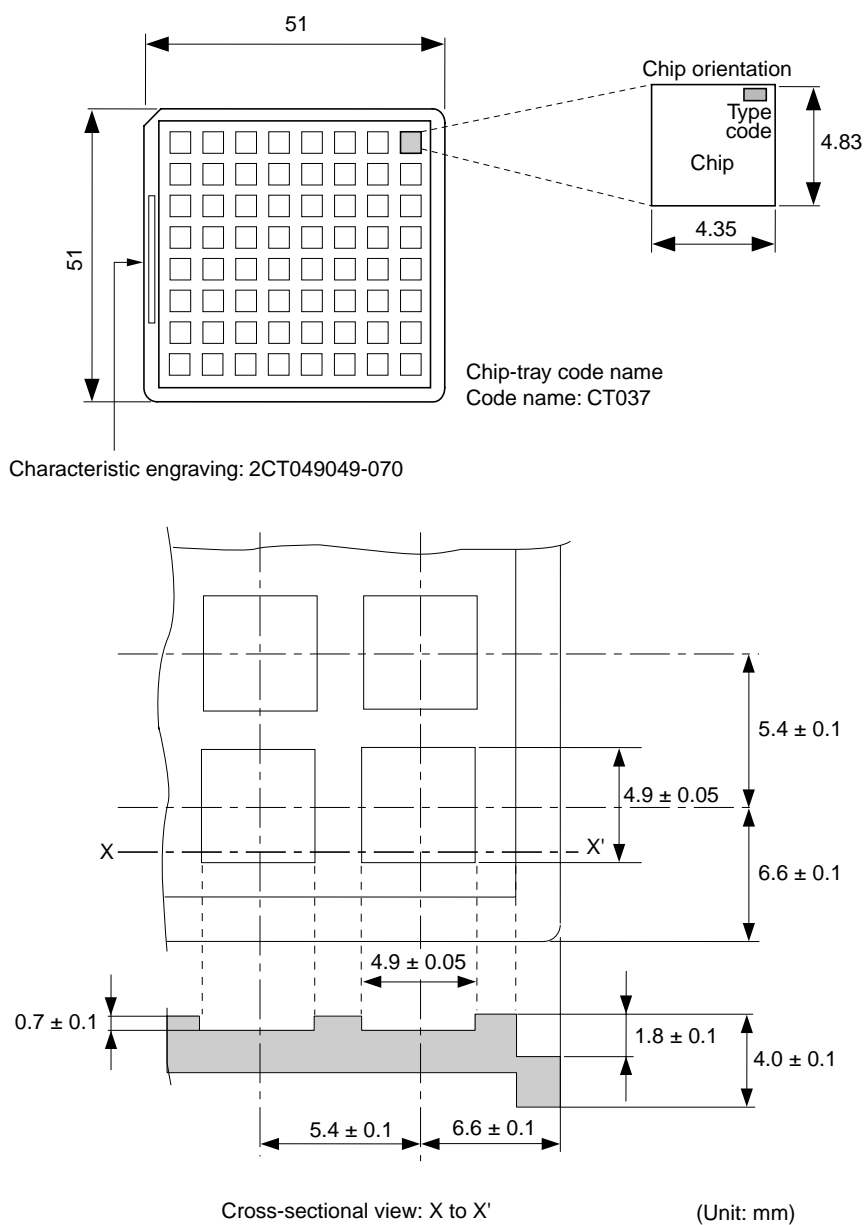 51
Chip orientation
Type
code
Chip
4.83
4.35
51
Chip-tray code name
Code name: CT037
Characteristic engraving: 2CT049049-070
5.4 ± 0.1
4.9 ± 0.05
X
X'
6.6 ± 0.1
4.9 ± 0.05
0.7 ± 0.1
1.8 ± 0.1
4.0 ± 0.1
5.4 ± 0.1
6.6 ± 0.1
Cross-sectional view: X to X'
(Unit: mm)